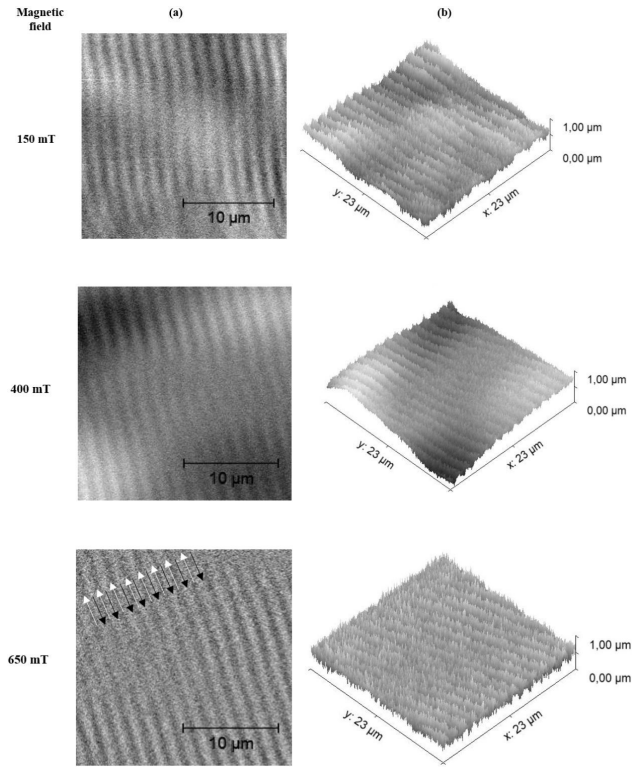 Magnetic
field
(a)
(b)
150 mT
10 µm
1,00 µm
0,00 µm
y: 23 µm
x: 23 µm
400 mT
10 µm
1,00 µm
0,00 µm
y: 23 µm
x: 23 µm
650 mT
10 µm
1,00 µm
0,00 µm
y: 23 µm
x: 23 µm